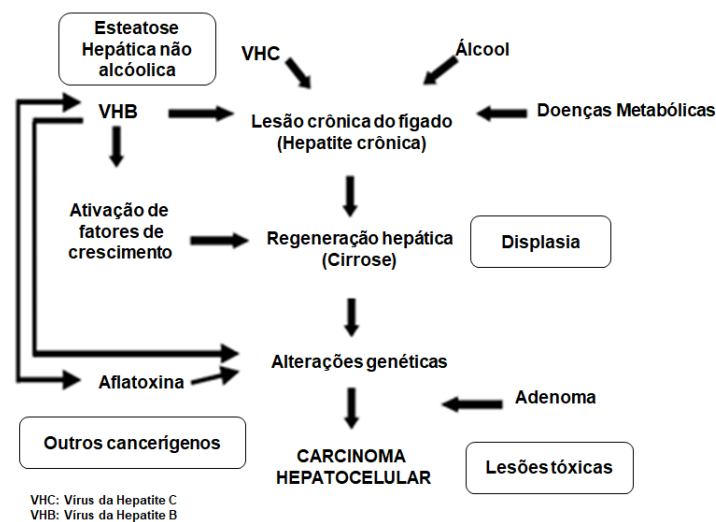 Esteatose
Hepática não
alcóolica
VHC
Álcool
VHB
Lesão crônica do fígado
(Hepatite crônica)
Doenças Metabólicas
Ativação de
fatores de
crescimento
Regeneração hepática
(Cirrose)
Displasia
Alterações genéticas
Aflatoxina
Adenoma
Outros cancerígenos
CARCINOMA
HEPATOCELULAR
Lesões tóxicas
VHC: Vírus da Hepatite C
VHB: Vírus da Hepatite B